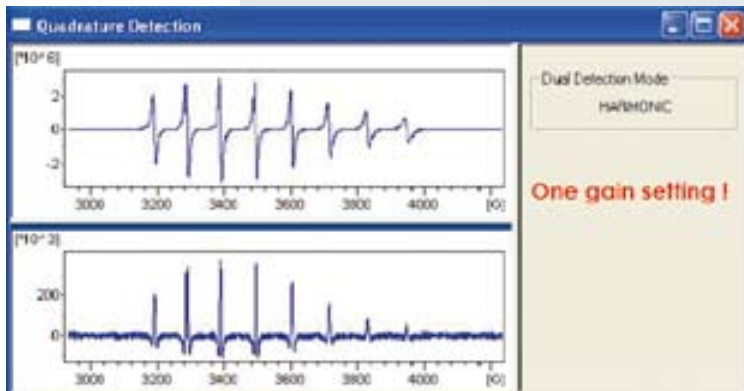 Quadrature Detection
[*10^6]
2
0
-2
3000 3200 3400 3600 3800 4000 [G]
Dual Detection Mode
HARMONIC
One gain setting !
[*10^3]
200
0
3000 3200 3400 3600 3800 4000 [G]